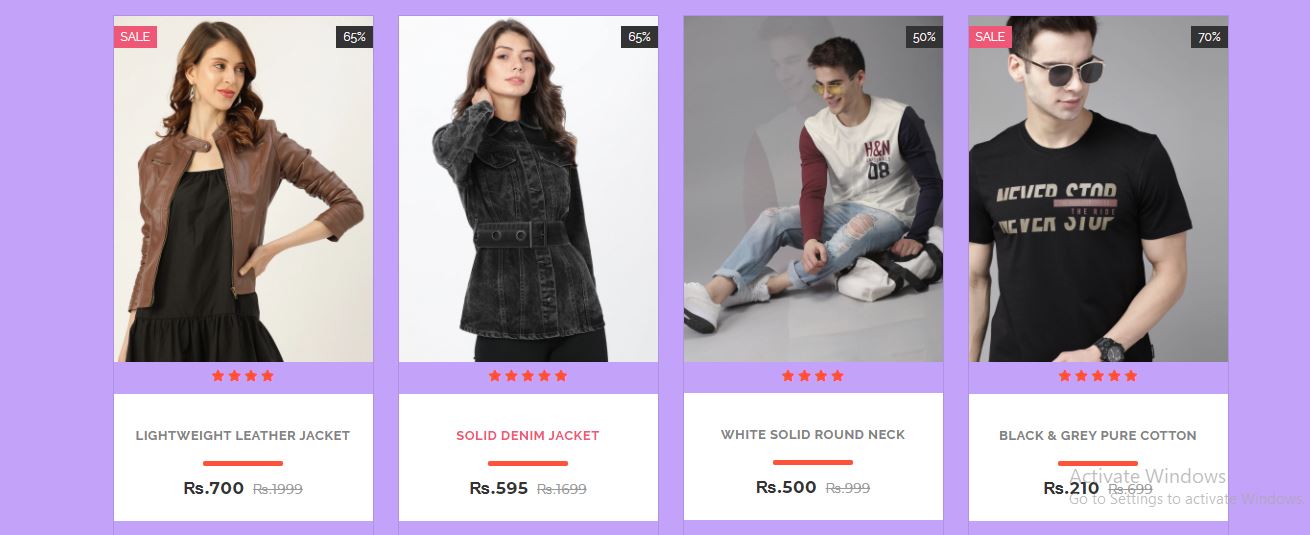 SALE
65%
65%
50%
SALE
70%
H&N
08
NEVER STOP
THE RIDE
NEVER STOP
LIGHTWEIGHT LEATHER JACKET
Rs.700 Rs.1999
SOLID DENIM JACKET
Rs.595 Rs.1699
WHITE SOLID ROUND NECK
Rs.500 Rs.999
BLACK & GREY PURE COTTON
Rs.210 Rs.699
Activate Windows
Go to Settings to activate Windows.